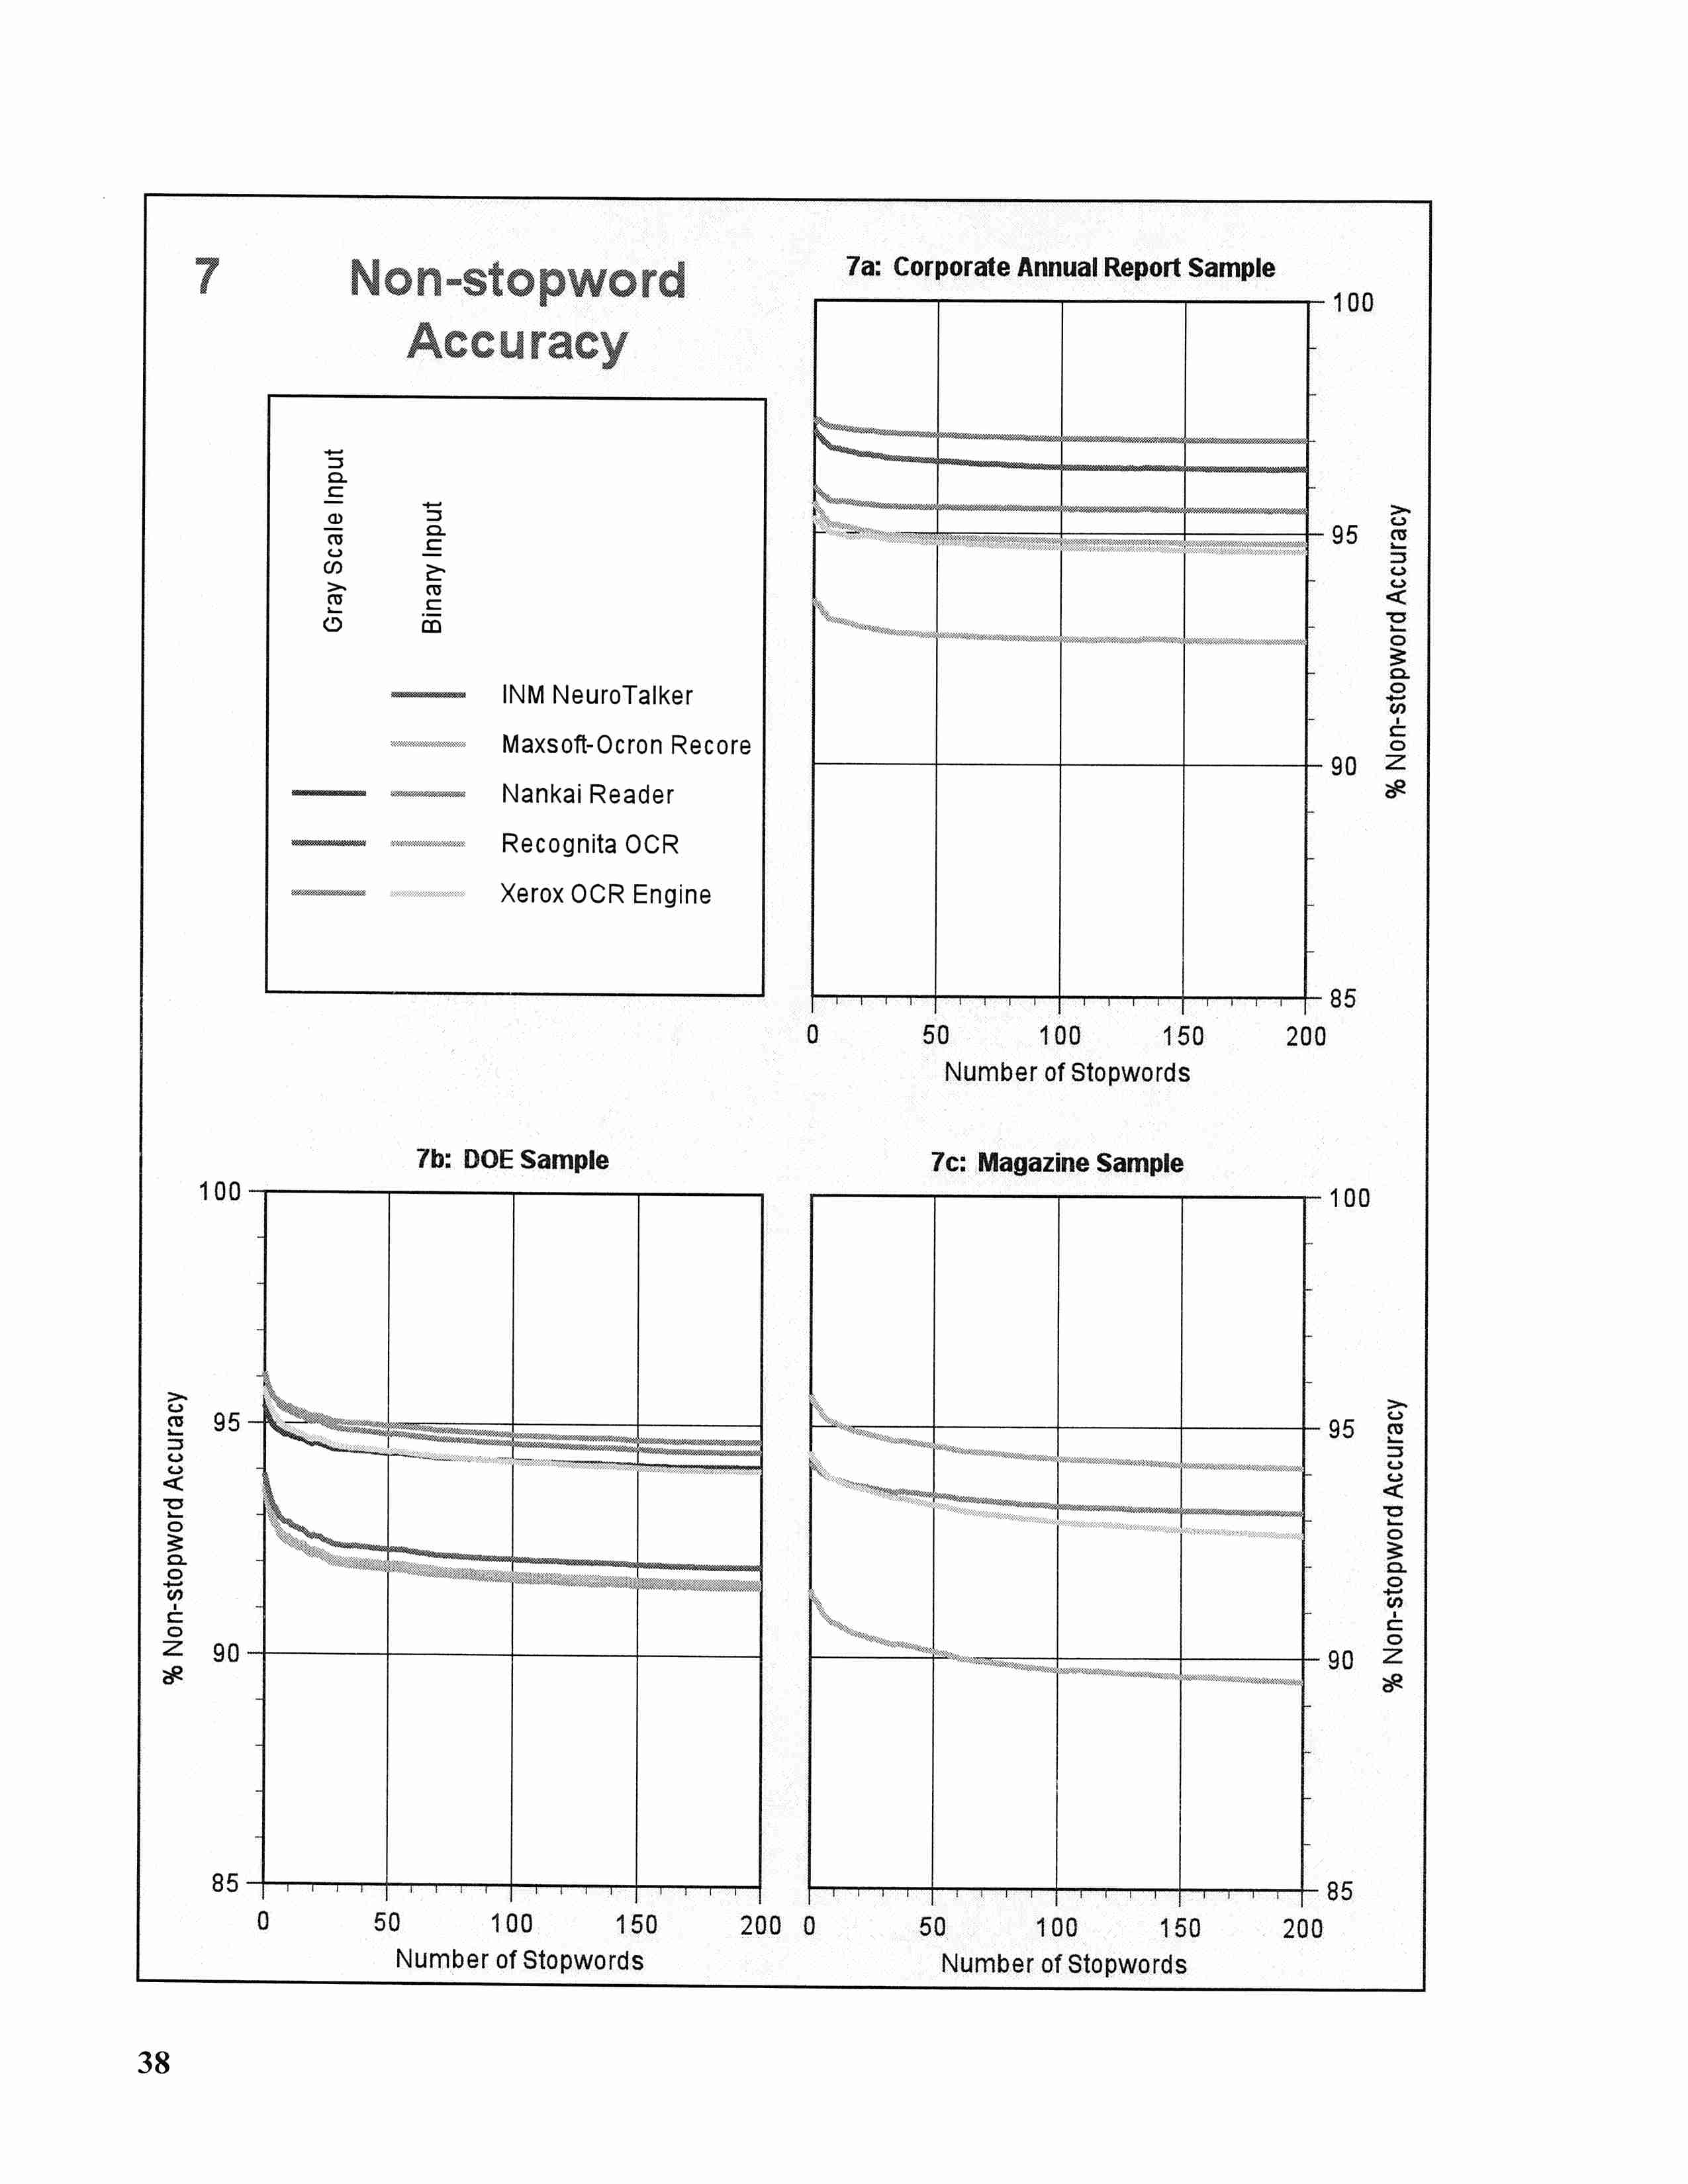 7
Non-stopword
Accuracy
Gray Scale Input
Binary Input
INM NeuroTalker
Maxsoft-Ocron Recore
Nankai Reader
Recognita OCR
Xerox OCR Engine
7a: Corporate Annual Report Sample
100
95
90
85
% Non-stopword Accuracy
0 50 100 150 200
Number of Stopwords
7b: DOE Sample
100
95
90
85
% Non-stopword Accuracy
0 50 100 150 200
Number of Stopwords
7c: Magazine Sample
100
95
90
85
% Non-stopword Accuracy
0 50 100 150 200
Number of Stopwords
38